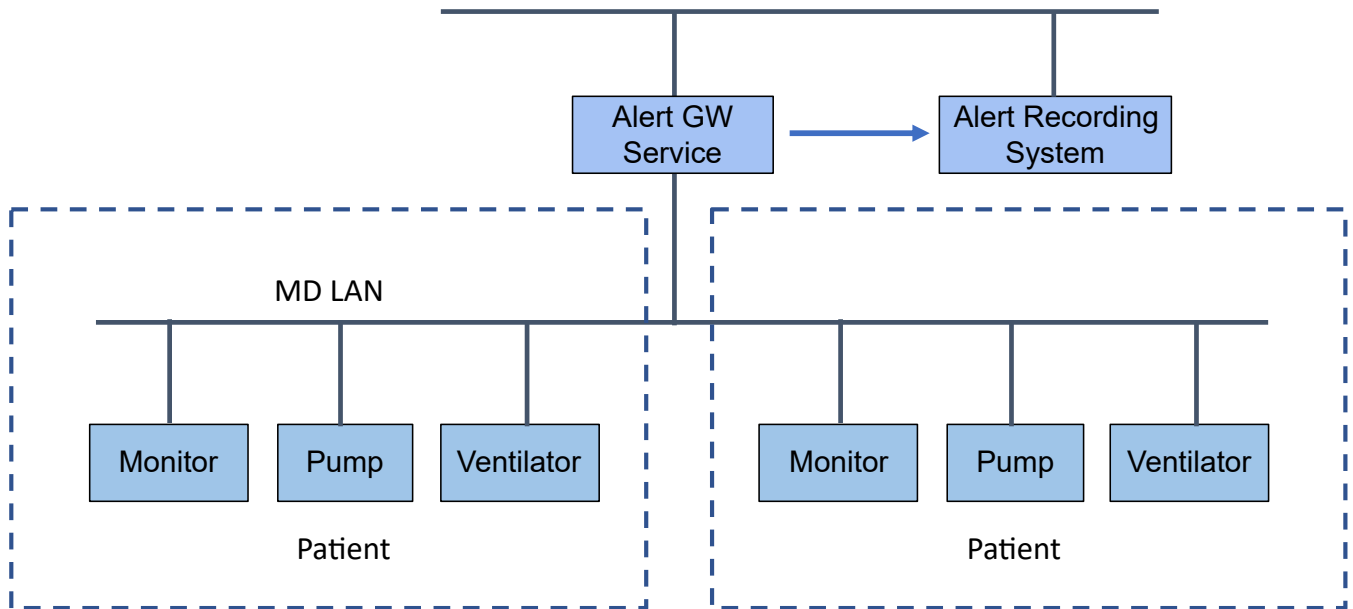 Alert GW
Service
Alert Recording
System
MD LAN
Monitor
Pump
Ventilator
Monitor
Pump
Ventilator
Patient
Patient